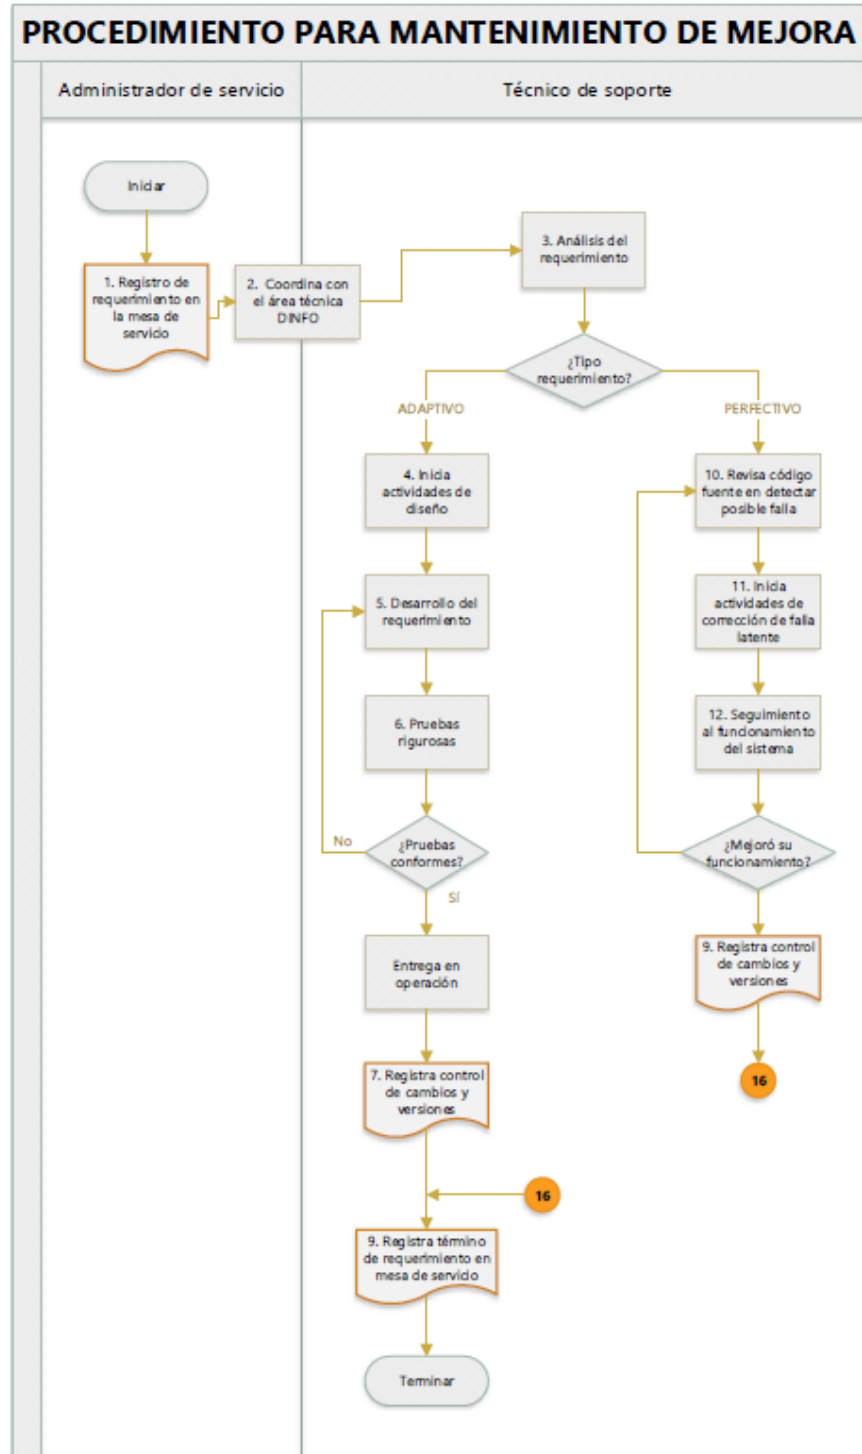 PROCEDIMIENTO PARA MANTENIMIENTO DE MEJORA
Administrador de servicio
Técnico de soporte
Iniciar
1. Registro de
requerimiento en
la mesa de
servicio
2. Coordina con
el área técnica
DINFO
3. Análisis del
requerimiento
¿Tipo
requerimiento?
ADAPTIVO
PERFECTIVO
4. Inicia
actividades de
diseño
10. Revisa código
fuente en detectar
posible falla
5. Desarrollo del
requerimiento
11. Inicia
actividades de
corrección de falla
latente
6. Pruebas
rigurosas
12. Seguimiento
al funcionamiento
del sistema
No
¿Pruebas
conformes?
¿Mejoró su
funcionamiento?
Sí
Entrega en
operación
9. Registra control
de cambios y
versiones
7. Registra control
de cambios y
versiones
16
16
9. Registra término
de requerimiento en
mesa de servicio
Terminar